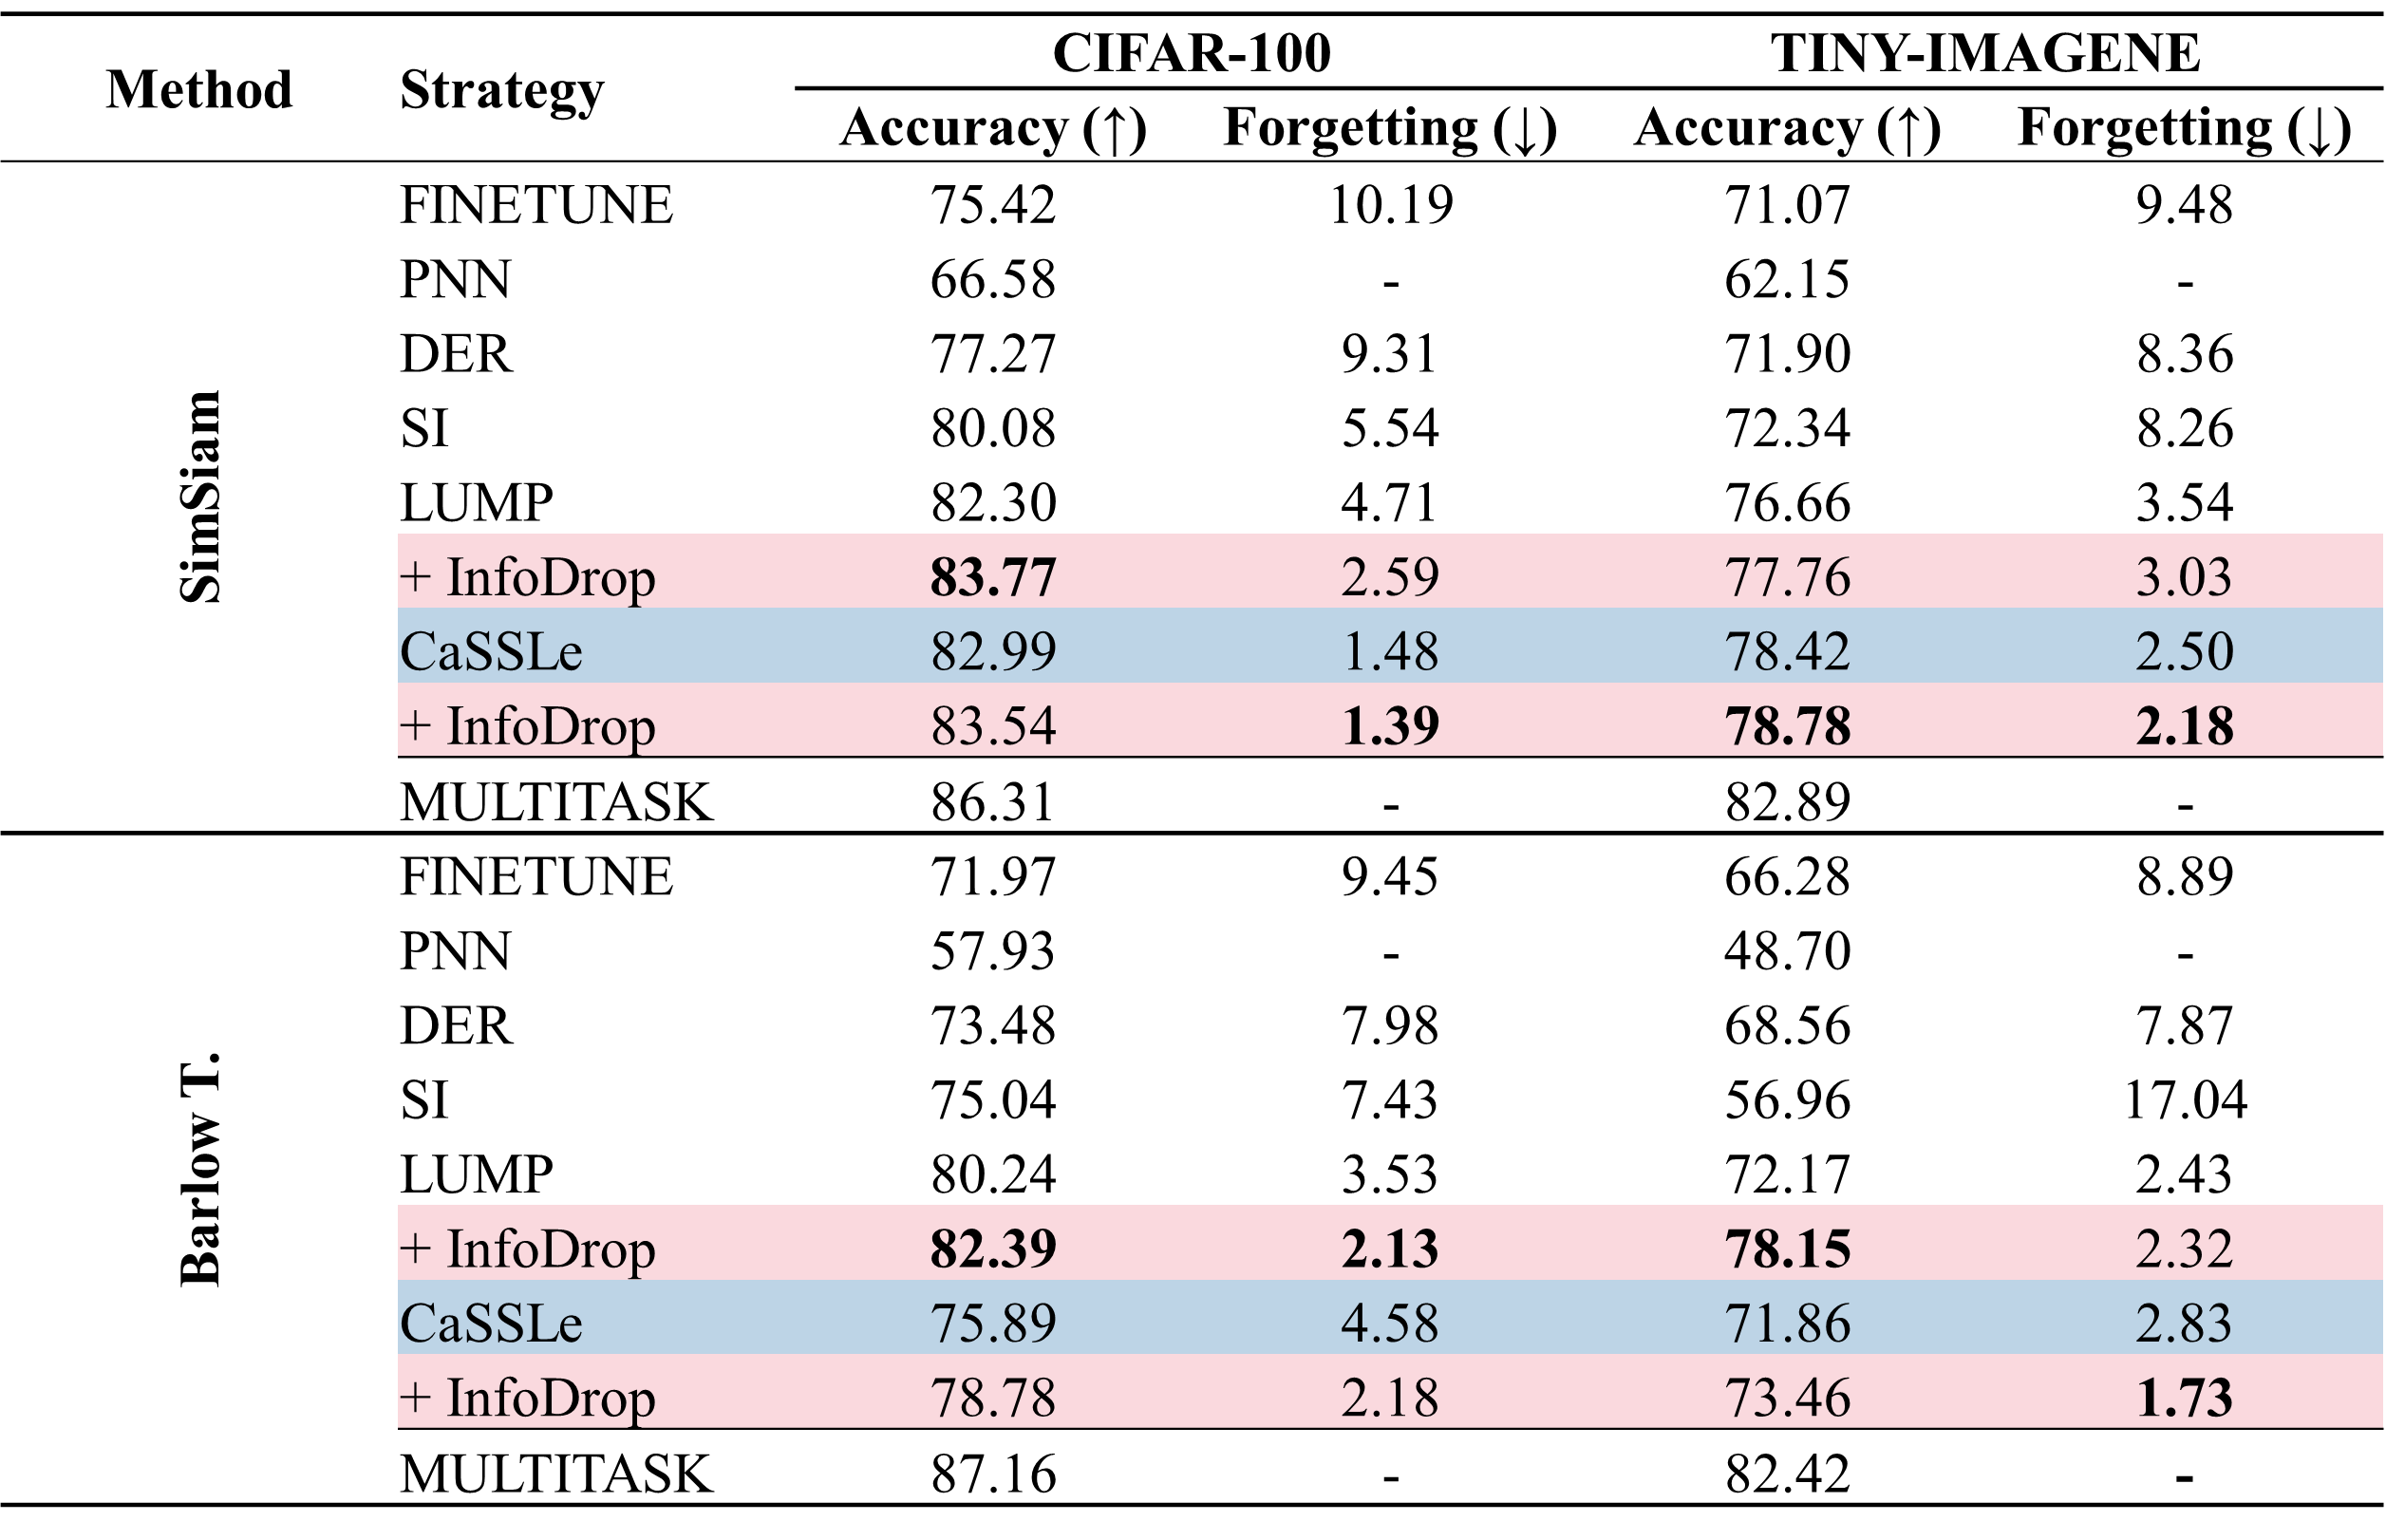 Method Strategy CIFAR-100 TINY-IMAGENE
Accuracy (↑) Forgetting (↓) Accuracy (↑) Forgetting (↓)
SimSiam
FINETUNE 75.42 10.19 71.07 9.48
PNN 66.58 - 62.15 -
DER 77.27 9.31 71.90 8.36
SI 80.08 5.54 72.34 8.26
LUMP 82.30 4.71 76.66 3.54
+ InfoDrop 83.77 2.59 77.76 3.03
CaSSLe 82.99 1.48 78.42 2.50
+ InfoDrop 83.54 1.39 78.78 2.18
MULTITASK 86.31 - 82.89 -
Barlow T.
FINETUNE 71.97 9.45 66.28 8.89
PNN 57.93 - 48.70 -
DER 73.48 7.98 68.56 7.87
SI 75.04 7.43 56.96 17.04
LUMP 80.24 3.53 72.17 2.43
+ InfoDrop 82.39 2.13 78.15 2.32
CaSSLe 75.89 4.58 71.86 2.83
+ InfoDrop 78.78 2.18 73.46 1.73
MULTITASK 87.16 - 82.42 -